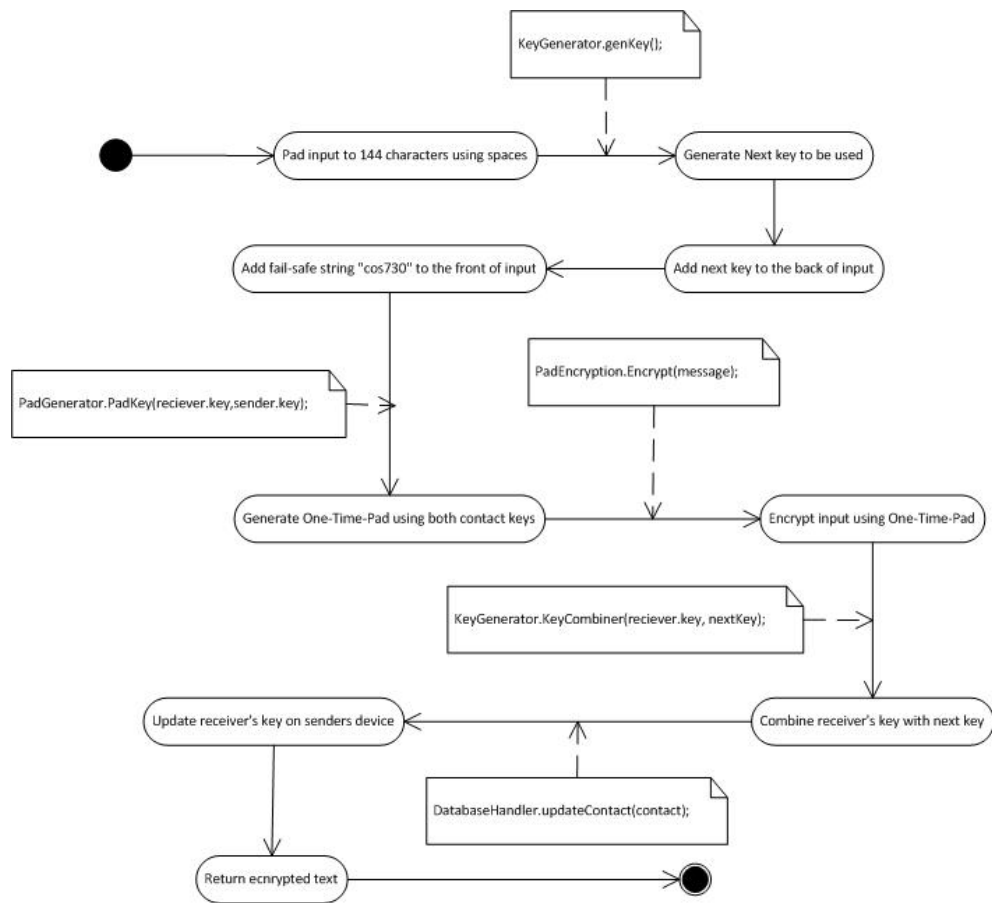 KeyGenerator.genKey();
Pad input to 144 characters using spaces
Generate Next key to be used
Add fail-safe string "cos730" to the front of input
Add next key to the back of input
PadEncryption.Encrypt(message);
PadGenerator.PadKey(reciever.key,sender.key);
Generate One-Time-Pad using both contact keys
Encrypt input using One-Time-Pad
KeyGenerator.KeyCombiner(reciever.key, nextKey);
Update receiver's key on senders device
Combine receiver's key with next key
DatabaseHandler.updateContact(contact);
Return ecnrypted text